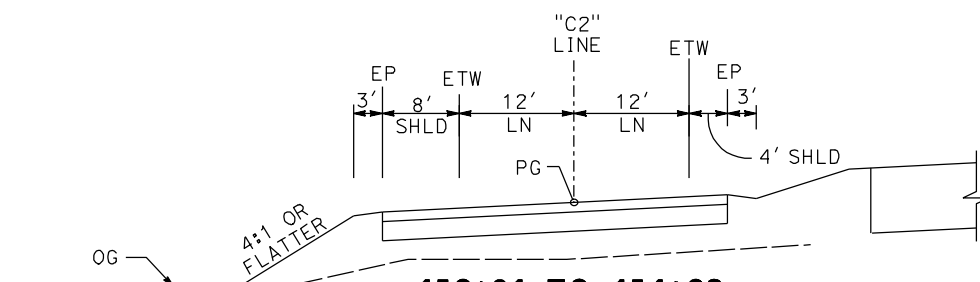 "C2"
LINE
ETW
EP
EP
ETW
3'
8'
12'
12'
3'
SHLD
LN
LN
4' SHLD
PG
4:1 OR
FLATTER
OG